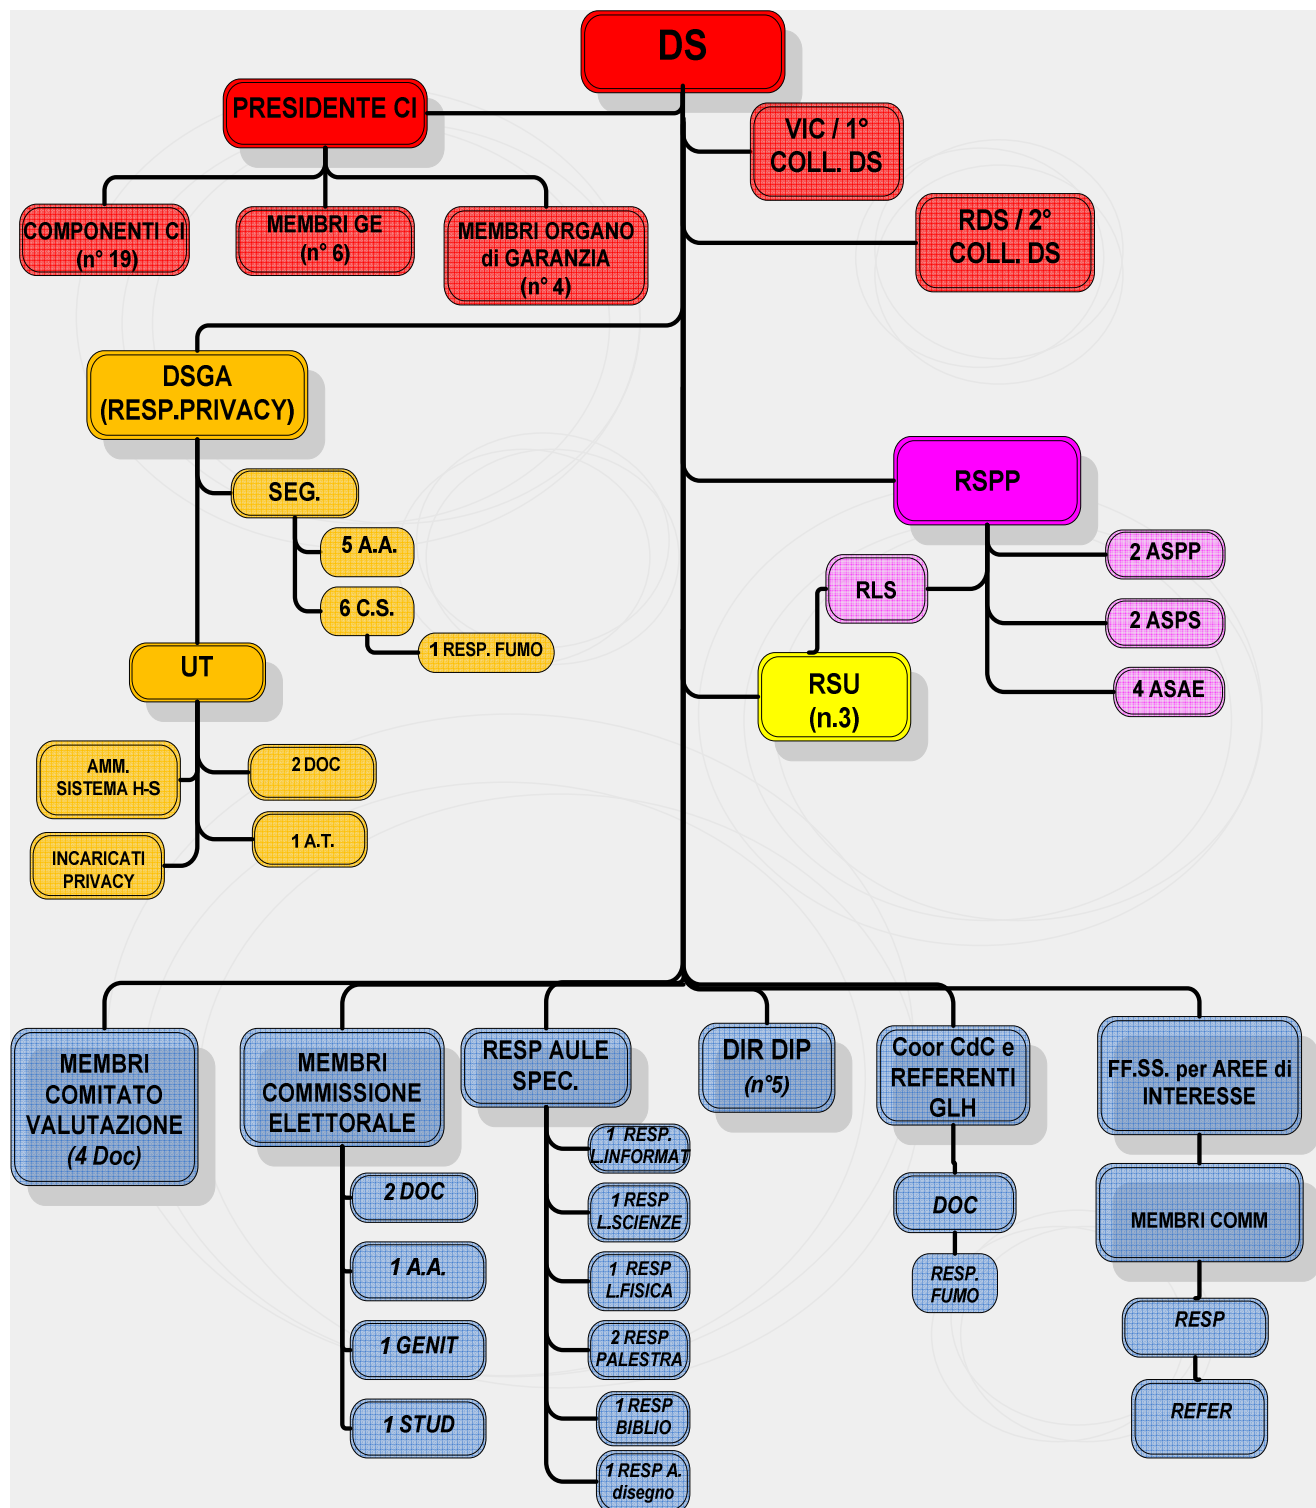 DS
PRESIDENTE CI
VIC / 1°
COLL. DS
RDS / 2°
COLL. DS
COMPONENTI CI
(n° 19)
MEMBRI GE
(n° 6)
MEMBRI ORGANO
di GARANZIA
(n° 4)
DSGA
(RESP.PRIVACY)
SEG.
5 A.A.
6 C.S.
1 RESP. FUMO
UT
AMM.
SISTEMA H-S
2 DOC
1 A.T.
INCARICATI
PRIVACY
RSPP
2 ASPP
RLS
2 ASPS
4 ASAE
RSU
(n.3)
MEMBRI
COMITATO
VALUTAZIONE
(4 Doc)
MEMBRI
COMMISSIONE
ELETTORALE
2 DOC
1 A.A.
1 GENIT
1 STUD
RESP AULE
SPEC.
1 RESP.
L.INFORMAT
1 RESP
L.SCIENZE
1 RESP
L.FISICA
2 RESP
PALESTRA
1 RESP
BIBLIO
1 RESP A.
disegno
DIR DIP
(n°5)
Coor CdC e
REFERENTI
GLH
DOC
RESP.
FUMO
FF.SS. per AREE di
INTERESSE
MEMBRI COMM
RESP
REFER